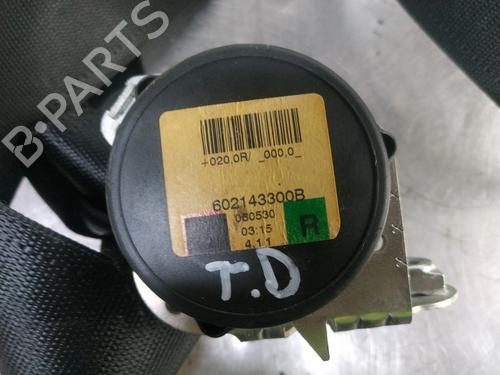 B-PARTS
+020,0R/ _000,0_
602143300B
060530
03:15
4.1.1
R
T.D